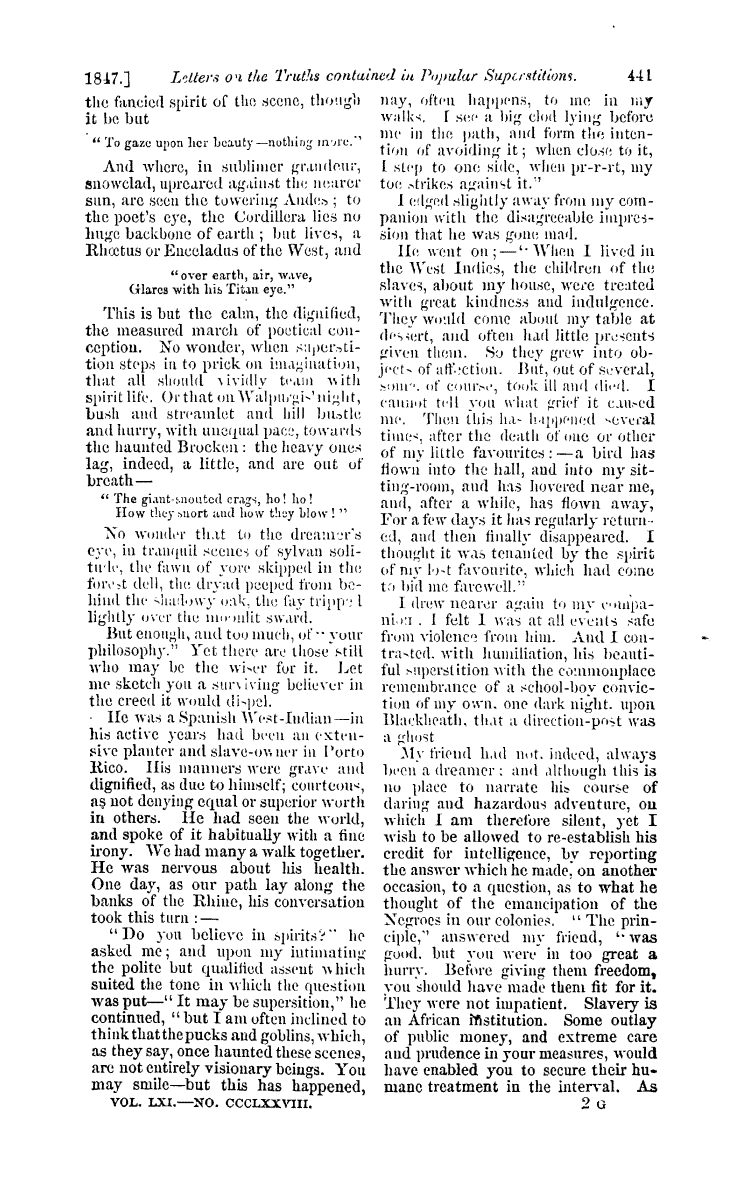 1847.] Letters on the Truths contained in Popular Superstitions. 441
the fancied spirit of the scene, though
it be but
“ To gaze upon her beauty—nothing more.”
And where, in sublimer grandeur,
snowclad, upreared against the nearer
sun, are seen the towering Andes ; to
the poet's eye, the Cordillera lies no
huge backbone of earth ; but lives, a
Rhœtus or Enceladus of the West, and
“ over earth, air, wave,
Glares with his Titan eye.”
This is but the calm, the dignified,
the measured march of poetical con-
ception. No wonder, when supersti-
tion steps in to prick on imagination,
that all should vividly team with
spirit life. Or that on Walpurgis' night,
bush and streamlet and hill bustle
and hurry, with unequal pace, towards
the haunted Brocken : the heavy ones
lag, indeed, a little, and are out of
breath—
“ The giant-snouted crags, ho! ho!
How they snort and how they blow ! ”
No wonder that to the dreamer's
eye, in tranquil scenes of sylvan soli-
tude, the fawn of yore skipped in the
forest dell, the dryad peeped from be-
hind the shadowy oak, the fay tripped
lightly over the moonlit sward.
But enough, and too much, of “ your
philosophy.” Yet there are those still
who may be the wiser for it. Let
me sketch you a surviving believer in
the creed it would dispel.
He was a Spanish West-Indian—in
his active years had been an exten-
sive planter and slave-owner in Porto
Rico. His manners were grave and
dignified, as due to himself; courteous,
as not denying equal or superior worth
in others. He had seen the world,
and spoke of it habitually with a fine
irony. We had many a walk together.
He was nervous about his health.
One day, as our path lay along the
banks of the Rhine, his conversation
took this turn :—
“ Do you believe in spirits?” he
asked me ; and upon my intimating
the polite but qualified assent which
suited the tone in which the question
was put—“ It may be supersition,” he
continued, “ but I am often inclined to
think that the pucks and goblins, which,
as they say, once haunted these scenes,
are not entirely visionary beings. You
may smile—but this has happened,
VOL. LXI.—NO. CCCLXXVIII.
nay, often happens, to me in my
walks. I see a big clod lying before
me in the path, and form the inten-
tion of avoiding it ; when close to it,
I step to one side, when pr-r-rt, my
toe strikes against it.”
I edged slightly away from my com-
panion with the disagreeable impres-
sion that he was gone mad.
He went on ;—“ When I lived in
the West Indies, the children of the
slaves, about my house, were treated
with great kindness and indulgence.
They would come about my table at
dessert, and often had little presents
given them. So they grew into ob-
jects of affection. But, out of several,
some, of course, took ill and died. I
cannot tell you what grief it caused
me. Then this has happened several
times, after the death of one or other
of my little favourites : —a bird has
flown into the hall, and into my sit-
ting-room, and has hovered near me,
and, after a while, has flown away,
For a few days it has regularly return-
ed, and then finally disappeared. I
thought it was tenanted by the spirit
of my lost favourite, which had come
to bid me farewell.”
I drew nearer again to my compa-
nion. I felt I was at all events safe
from violence from him. And I con-
trasted, with humiliation, his beauti-
ful superstition with the commonplace
remembrance of a school-boy convic-
tion of my own, one dark night, upon
Blackheath, that a direction-post was
a ghost
My friend had not, indeed, always
been a dreamer ; and although this is
no place to narrate his course of
daring and hazardous adventure, on
which I am therefore silent, yet I
wish to be allowed to re-establish his
credit for intelligence, by reporting
the answer which he made, on another
occasion, to a question, as to what he
thought of the emancipation of the
Negroes in our colonies. “ The prin-
ciple,” answered my friend, “ was
good, but you were in too great a
hurry. Before giving them freedom,
you should have made them fit for it.
They were not impatient. Slavery is
an African institution. Some outlay
of public money, and extreme care
and prudence in your measures, would
have enabled you to secure their hu-
mane treatment in the interval. As
2 G